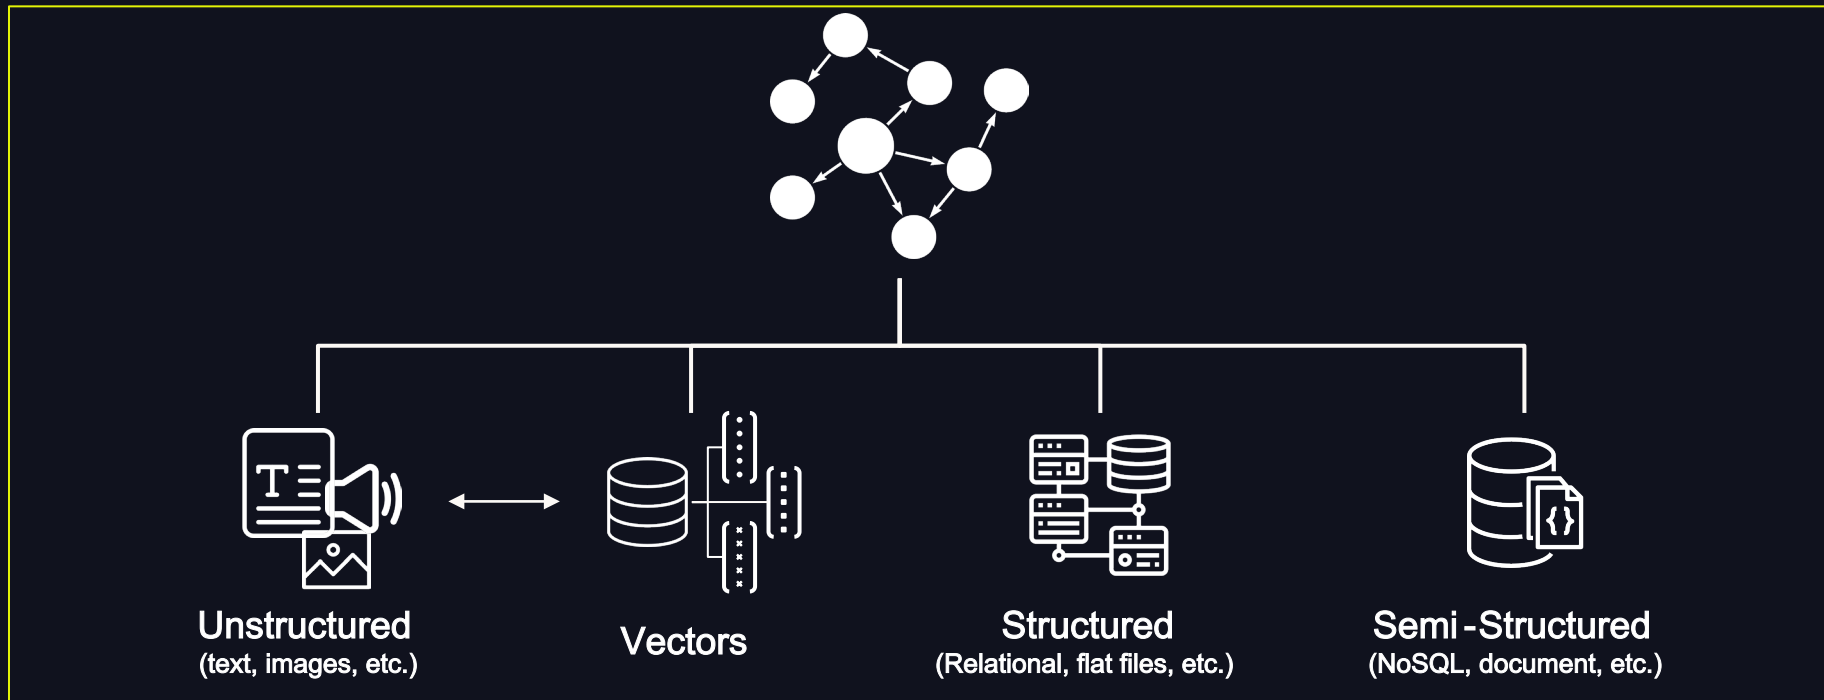 T
Unstructured
(text, images, etc.)
Vectors
{}
Structured
(Relational, flat files, etc.)
Semi-Structured
(NoSQL, document, etc.)